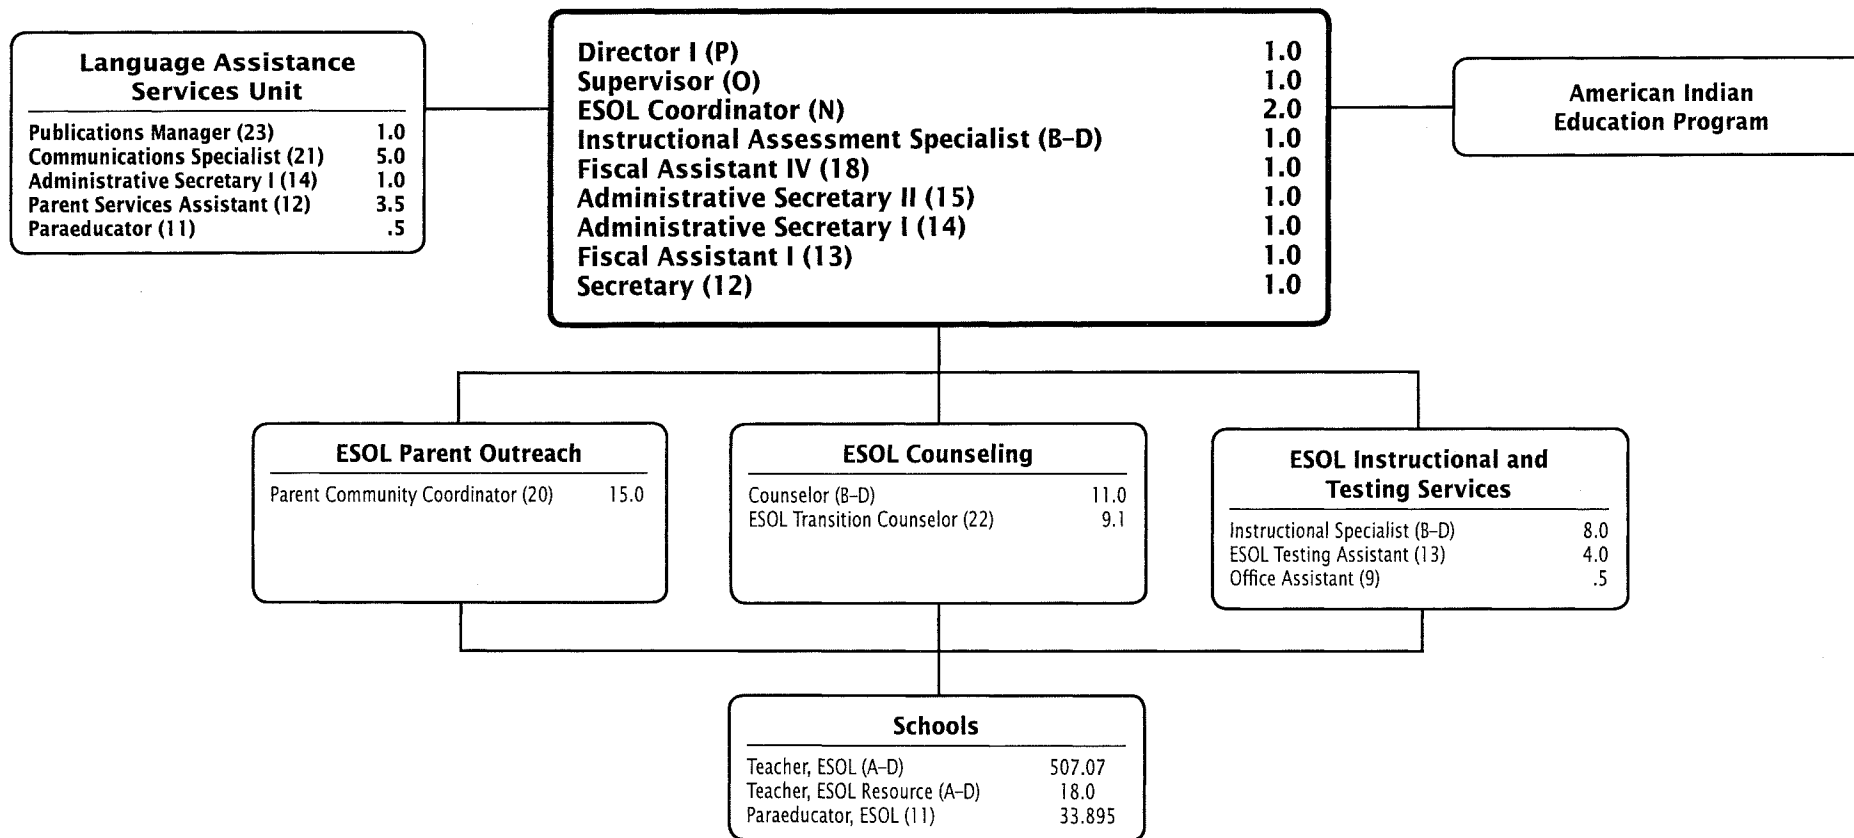 Language Assistance
Services Unit
Publications Manager (23) 1.0
Communications Specialist (21) 5.0
Administrative Secretary I (14) 1.0
Parent Services Assistant (12) 3.5
Paraeducator (11) .5
Director I (P) 1.0
Supervisor (O) 1.0
ESOL Coordinator (N) 2.0
Instructional Assessment Specialist (B–D) 1.0
Fiscal Assistant IV (18) 1.0
Administrative Secretary II (15) 1.0
Administrative Secretary I (14) 1.0
Fiscal Assistant I (13) 1.0
Secretary (12) 1.0
American Indian
Education Program
ESOL Parent Outreach
Parent Community Coordinator (20) 15.0
ESOL Counseling
Counselor (B–D) 11.0
ESOL Transition Counselor (22) 9.1
ESOL Instructional and
Testing Services
Instructional Specialist (B–D) 8.0
ESOL Testing Assistant (13) 4.0
Office Assistant (9) .5
Schools
Teacher, ESOL (A–D) 507.07
Teacher, ESOL Resource (A–D) 18.0
Paraeducator, ESOL (11) 33.895